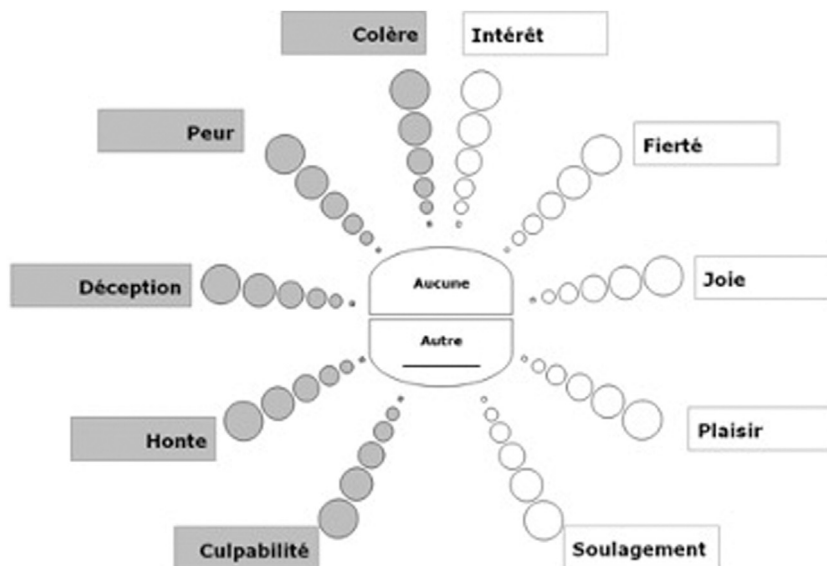 Colère
Intérêt
Peur
Fierté
Déception
Aucune
Joie
Autre
Honte
Plaisir
Culpabilité
Soulagement